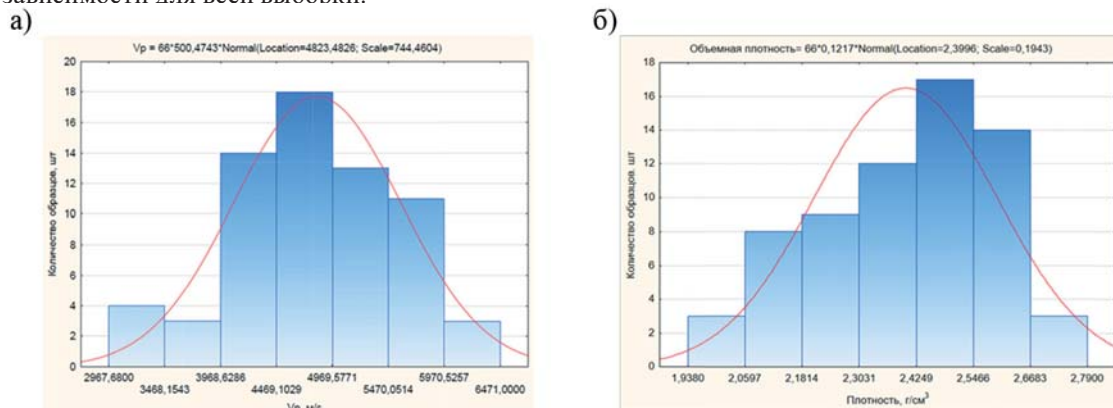 зависимости для всей выборки.
а)
Vp = 66*500,4743*Normal(Location=4823,4826; Scale=744,4604)
20
18
16
14
12
10
8
6
4
2
0
Количество образцов, шт
2967,6800 3968,6286 4969,5771 5970,5257
3468,1543 4469,1029 5470,0514 6471,0000
Vp, м/с
б)
Объемная плотность= 66*0,1217*Normal(Location=2,3996; Scale=0,1943)
18
16
14
12
10
8
6
4
2
0
Количество образцов, шт
1,9380 2,0597 2,1814 2,3031 2,4249 2,5466 2,6683 2,7900
Плотность, г/см³